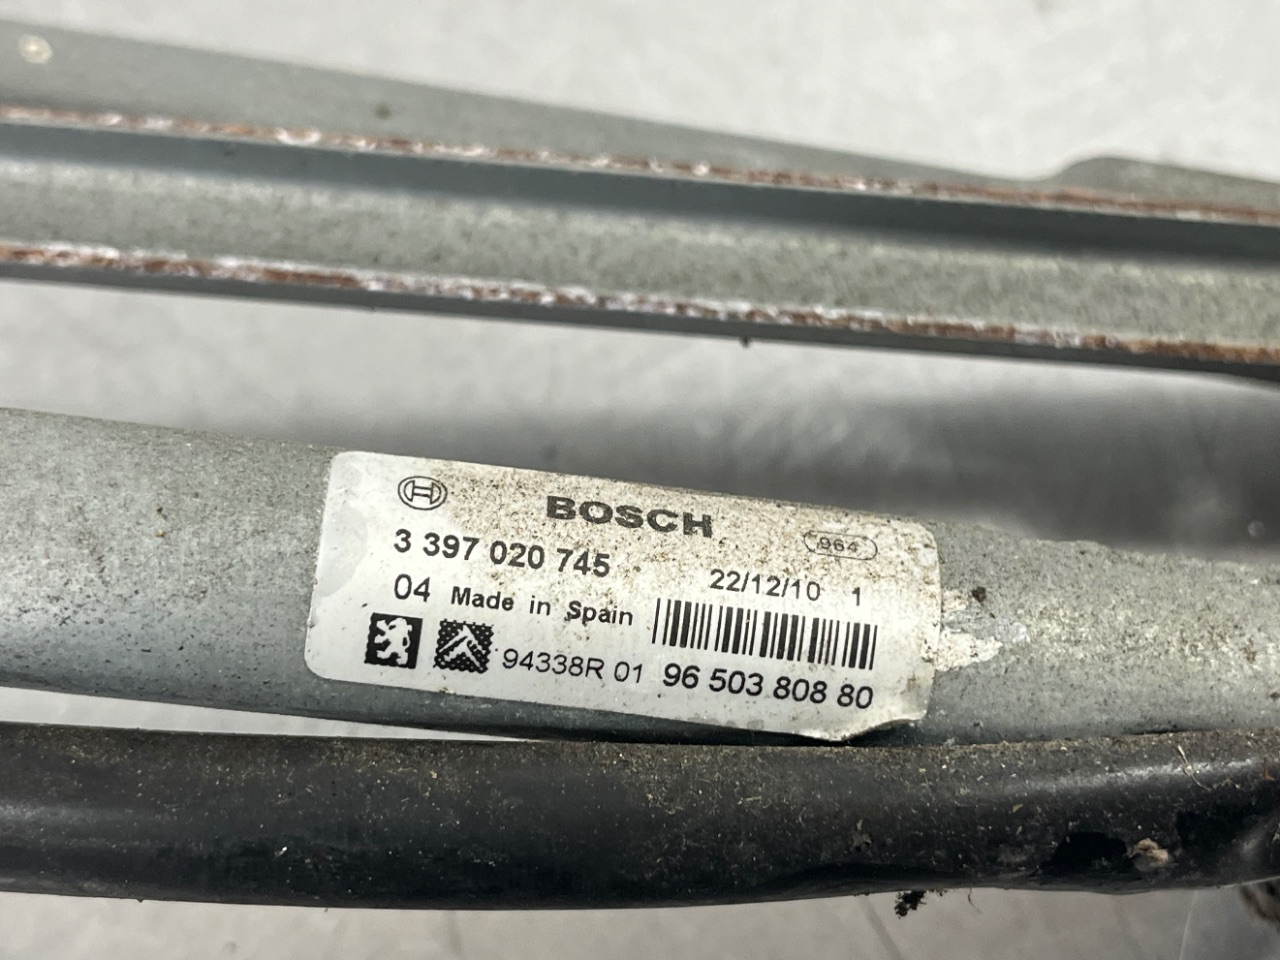 BOSCH
964
3 397 020 745
22/12/10 1
04 Made in Spain
94338R 01 96 503 808 80